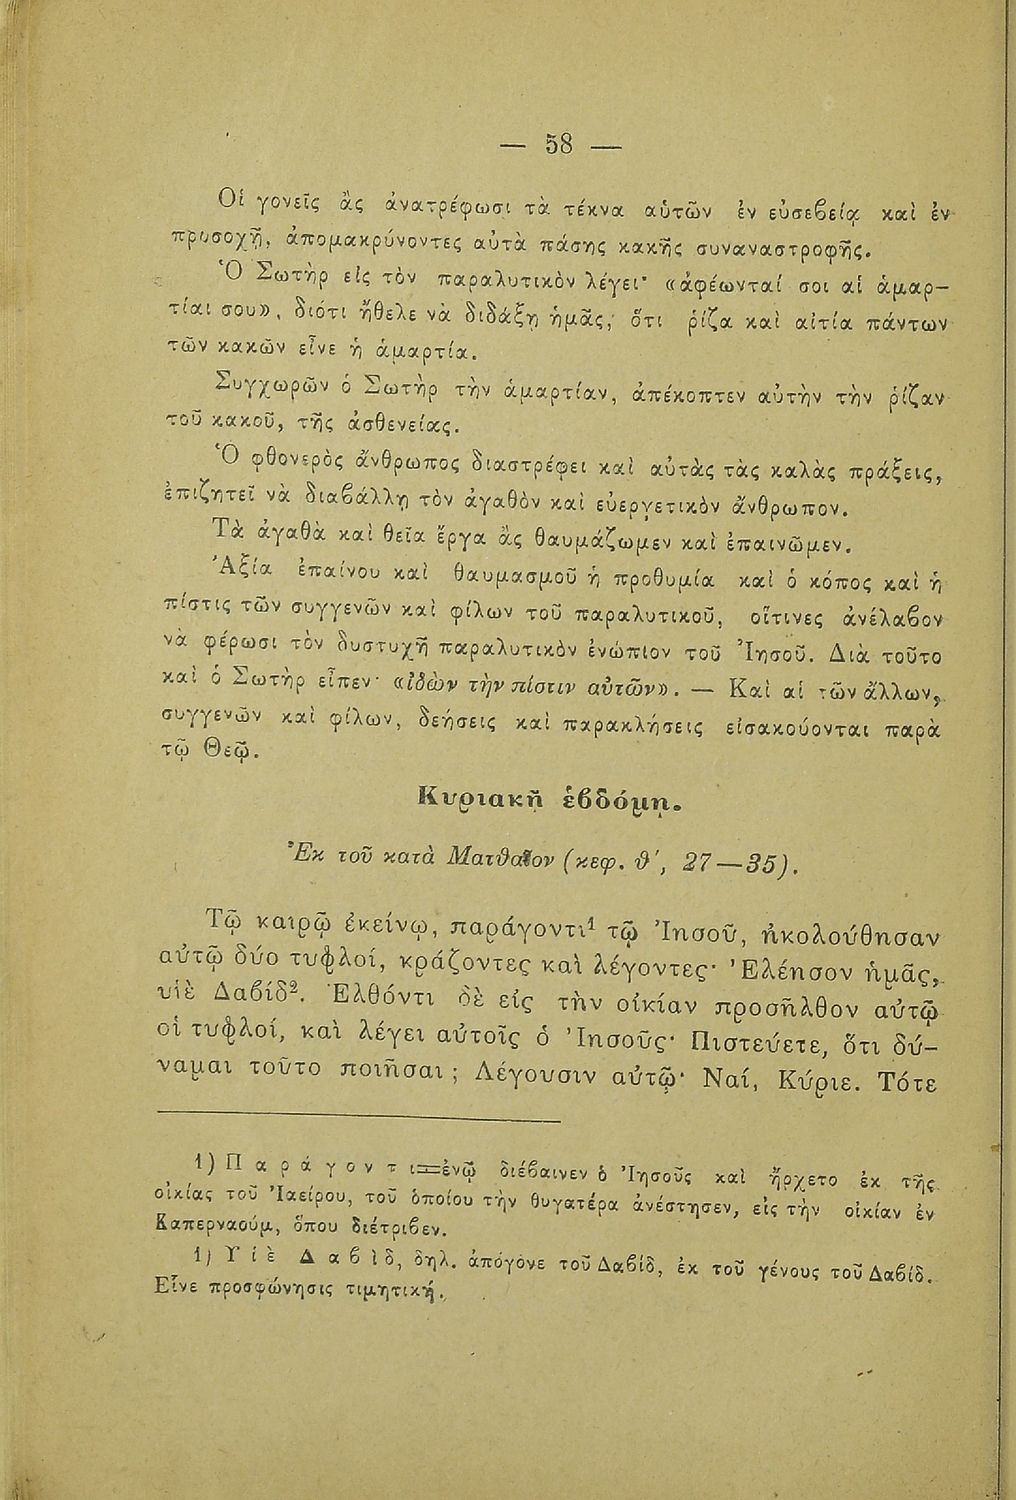 — 58 —
Οἱ γονεῖς ἂς ἀνατρέφωσι τὰ τέκνα αὑτῶν ἐν εὐσεϐείᾳ καὶ ἐν
προσοχῇ, ἀπομακρύνοντες αὐτὰ πάσης κακῆς συναναστροφῆς.
Ὁ Σωτὴρ εἰς τὸν παραλυτικὸν λέγει· «ἀφέωνταί σοι αἱ ἁμαρ–
τίαι σου», διότι ἤθελε νὰ διδάξῃ ἡμᾶς, ὅτι ῥίζα καὶ αἰτία πάντων
τῶν κακῶν εἶνε ἡ ἁμαρτία.
Συγχωρῶν ὁ Σωτὴρ τὴν ἁμαρτίαν, ἀπέκοπτεν αὐτὴν τὴν ῥίζαν
τοῦ κακοῦ, τῆς ἀσθενείας.
Ὁ φθονερὸς ἄνθρωπος διαστρέφει καὶ αὐτὰς τὰς καλὰς πράξεις,
ἐπιζητεῖ νὰ διαϐάλλῃ τὸν ἀγαθὸν καὶ εὐεργετικὸν ἄνθρωπον.
Τὰ ἀγαθὰ καὶ θεῖα ἔργα ἂς θαυμάζωμεν καὶ ἐπαινῶμεν.
Ἀξία ἐπαίνου καὶ θαυμασμοῦ ἡ προθυμία καὶ ὁ κόπος καὶ ἡ
πίστις τῶν συγγενῶν καὶ φίλων τοῦ παραλυτικοῦ, οἵτινες ἀνέλαϐον
νὰ φέρωσι τὸν δυστυχῆ παραλυτικὸν ἐνώπιον τοῦ Ἰησοῦ. Διὰ τοῦτο
καὶ ὁ Σωτὴρ εἶπεν· «ἰδὼν τὴν πίστιν αὐτῶν». — Καὶ αἱ τῶν ἄλλων,
συγγενῶν καὶ φίλων, δεήσεις καὶ παρακλήσεις εἰσακούονται παρὰ
τῷ Θεῷ.
Κυριακῇ ἑϐδόμῃ.
Ἐκ τοῦ κατὰ Ματθαῖον (κεφ. θ΄, 27—35).
Τῷ καιρῷ ἐκείνῳ, παράγοντι¹ τῷ Ἰησοῦ, ἠκολούθησαν
αὐτῷ δύο τυφλοί, κράζοντες καὶ λέγοντες· Ἐλέησον ἡμᾶς,
υἱὲ Δαϐίδ². Ἐλθόντι δὲ εἰς τὴν οἰκίαν προσῆλθον αὐτῷ
οἱ τυφλοί, καὶ λέγει αὐτοῖς ὁ Ἰησοῦς· Πιστεύετε, ὅτι δύ–
ναμαι τοῦτο ποιῆσαι; Λέγουσιν αὐτῷ· Ναί, Κύριε. Τότε
1) Π α ρ ά γ ο ν τ ι=ἐνῷ διέϐαινεν ὁ Ἰησοῦς καὶ ἤρχετο ἐκ τῆς
οἰκίας τοῦ Ἰαείρου, τοῦ ὁποίου τὴν θυγατέρα ἀνέστησεν, εἰς τὴν οἰκίαν ἐν
Καπερναούμ, ὅπου διέτριϐεν.
1) Υ ἱ ὲ Δ α ϐ ὶ δ, δηλ. ἀπόγονε τοῦ Δαϐίδ, ἐκ τοῦ γένους τοῦ Δαϐίδ.
Εἶνε προσφώνησις τιμητική.